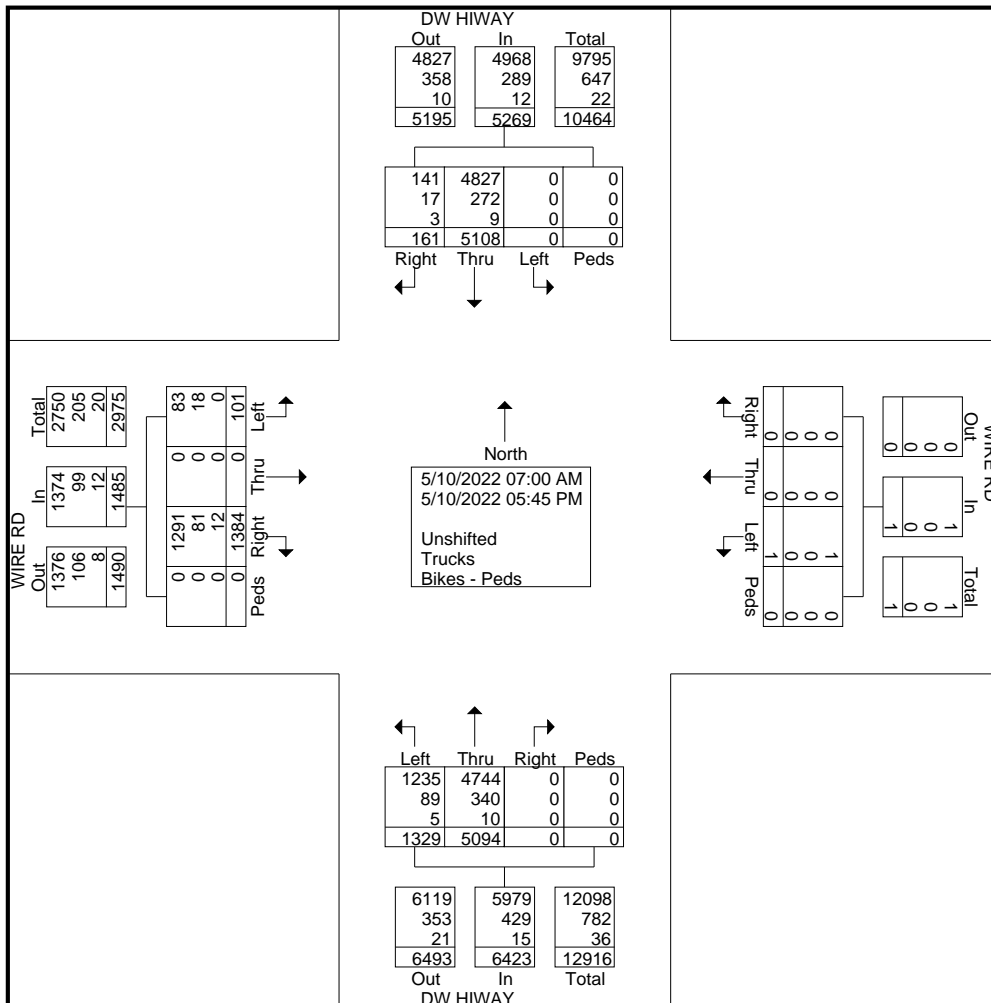 DW HIWAY
Out In Total
4827 4968 9795
358 289 647
10 12 22
5195 5269 10464
141 4827 0 0
17 272 0 0
3 9 0 0
161 5108 0 0
Right Thru Left Peds
WIRE RD
Total
2750
205
20
2975
In
1374
99
12
1485
Out
1376
106
8
1490
Left
83
18
0
101
Thru
0
0
0
0
Right
1291
81
12
1384
Peds
0
0
0
0
North
5/10/2022 07:00 AM
5/10/2022 05:45 PM
Unshifted
Trucks
Bikes - Peds
Right
0
0
0
0
Thru
0
0
0
0
Left
1
0
0
1
Peds
0
0
0
0
WIRE RD
Out
0
0
0
0
In
1
0
0
1
Total
1
0
0
1
Left Thru Right Peds
1235 4744 0 0
89 340 0 0
5 10 0 0
1329 5094 0 0
6119 5979 12098
353 429 782
21 15 36
6493 6423 12916
Out In Total
DW HIWAY